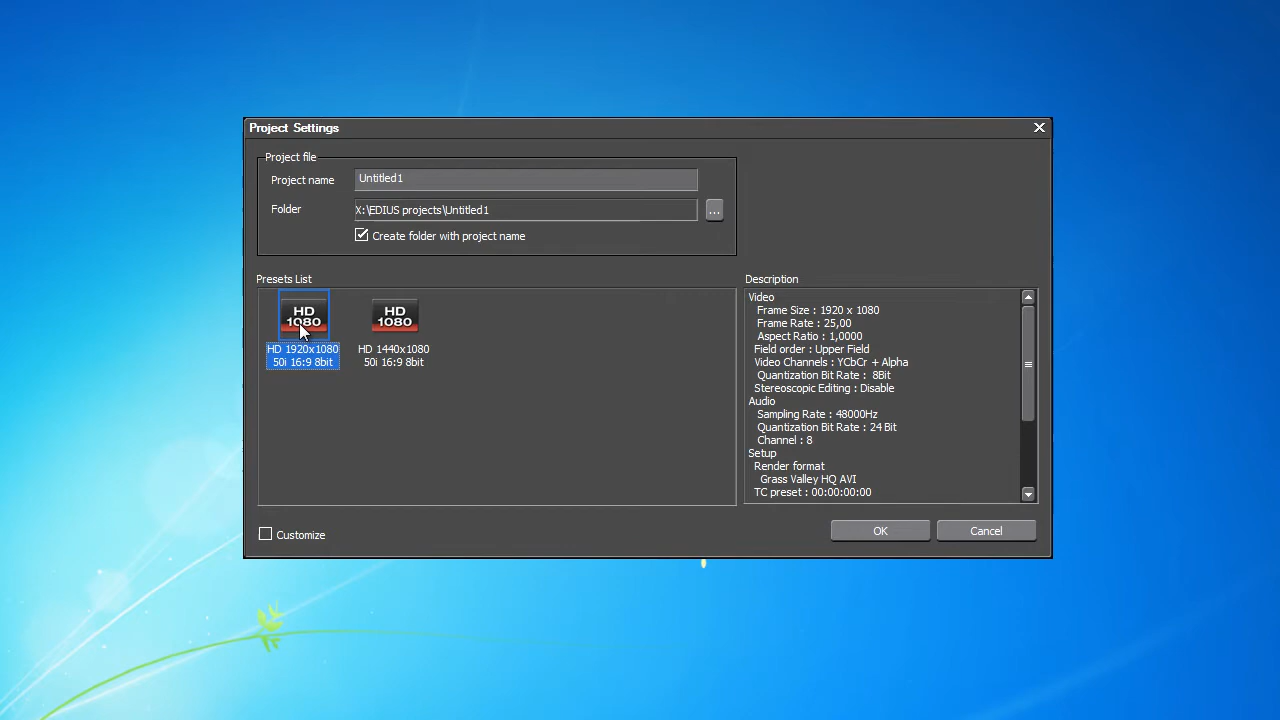 Project Settings
Project file
Project name Untitled1
Folder X:\EDIUS projects\Untitled1 ...
Create folder with project name
Presets List
HD 1080
HD 1920x1080
50i 16:9 8bit
HD 1080
HD 1440x1080
50i 16:9 8bit
Description
Video
Frame Size : 1920 x 1080
Frame Rate : 25,00
Aspect Ratio : 1,0000
Field order : Upper Field
Video Channels : YCbCr + Alpha
Quantization Bit Rate : 8Bit
Stereoscopic Editing : Disable
Audio
Sampling Rate : 48000Hz
Quantization Bit Rate : 24 Bit
Channel : 8
Setup
Render format
Grass Valley HQ AVI
TC preset : 00:00:00:00
Customize
OK
Cancel